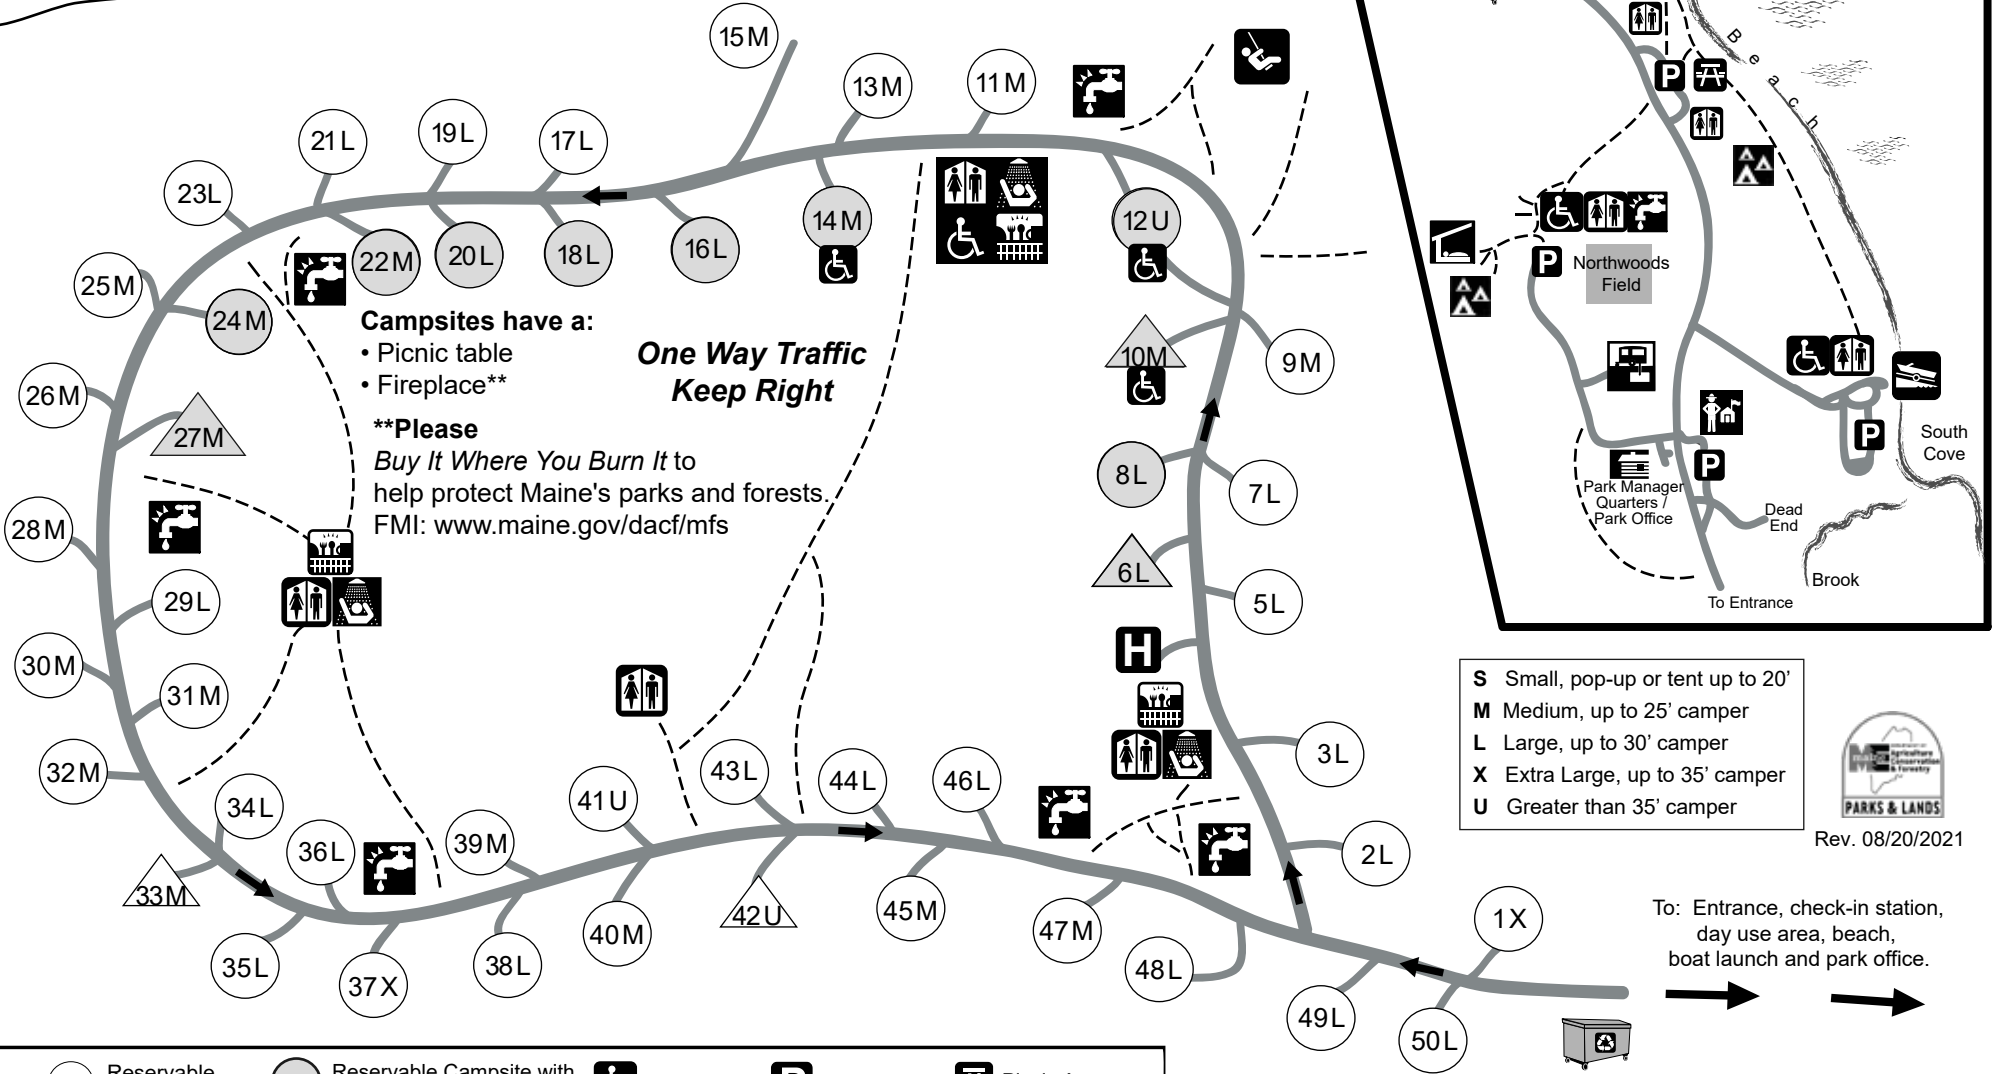 15M
13M
11M
21L
19L
17L
23L
14M
12U
16L
18L
20L
22M
25M
24M
10M
9M
26M
27M
8L
7L
28M
6L
29L
5L
30M
31M
H
32M
3L
34L
43L
44L
46L
41U
39M
36L
33M
2L
42U
45M
40M
47M
38L
35L
37X
48L
1X
49L
50L
Campsites have a:
• Picnic table
• Fireplace**
**Please
Buy It Where You Burn It to
help protect Maine's parks and forests.
FMI: www.maine.gov/dacf/mfs
One Way Traffic
Keep Right
Beach
P
P
Northwoods
Field
P
P
South
Cove
Park Manager
Quarters /
Park Office
Dead
End
Brook
To Entrance
S Small, pop-up or tent up to 20’
M Medium, up to 25’ camper
L Large, up to 30’ camper
X Extra Large, up to 35’ camper
U Greater than 35’ camper
Agriculture
Conservation
& Forestry
PARKS & LANDS
Rev. 08/20/2021
To: Entrance, check-in station,
day use area, beach,
boat launch and park office.
Reservable
Reservable Campsite with